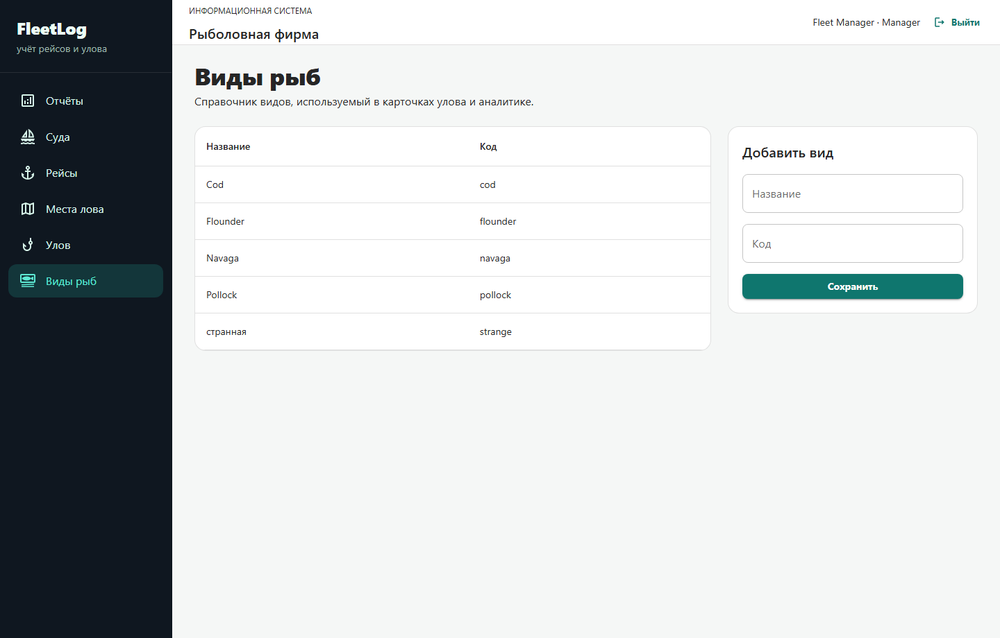 FleetLog
учёт рейсов и улова
Отчёты
Суда
Рейсы
Места лова
Улов
Виды рыб
ИНФОРМАЦИОННАЯ СИСТЕМА
Рыболовная фирма
Fleet Manager · Manager
Выйти
Виды рыб
Справочник видов, используемый в карточках улова и аналитике.
Название Код
Cod cod
Flounder flounder
Navaga navaga
Pollock pollock
странная strange
Добавить вид
Название
Код
Сохранить